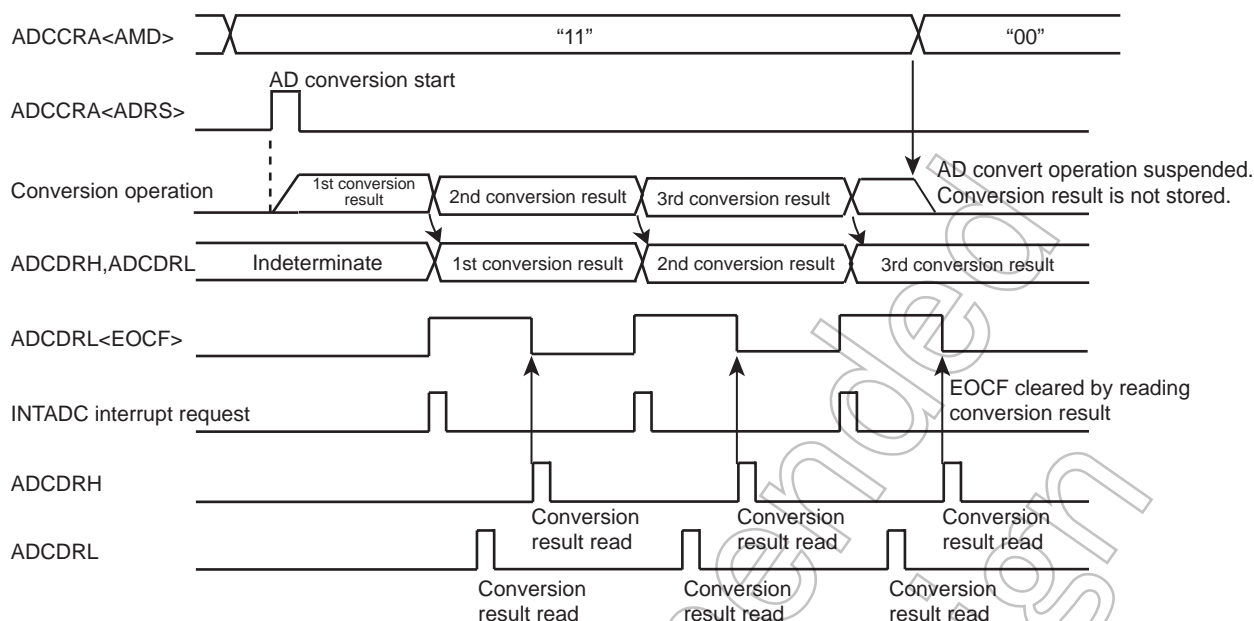 ADCCRA<AMD>
“11”
“00”
AD conversion start
ADCCRA<ADRS>
AD convert operation suspended.
Conversion result is not stored.
Conversion operation
1st conversion
result
2nd conversion result
3rd conversion result
ADCDRH,ADCDRL
Indeterminate
1st conversion result
2nd conversion result
3rd conversion result
ADCDRL<EOCF>
EOCF cleared by reading
conversion result
INTADC interrupt request
ADCDRH
Conversion
result read
Conversion
result read
Conversion
result read
ADCDRL
Conversion
result read
Conversion
result read
Conversion
result read